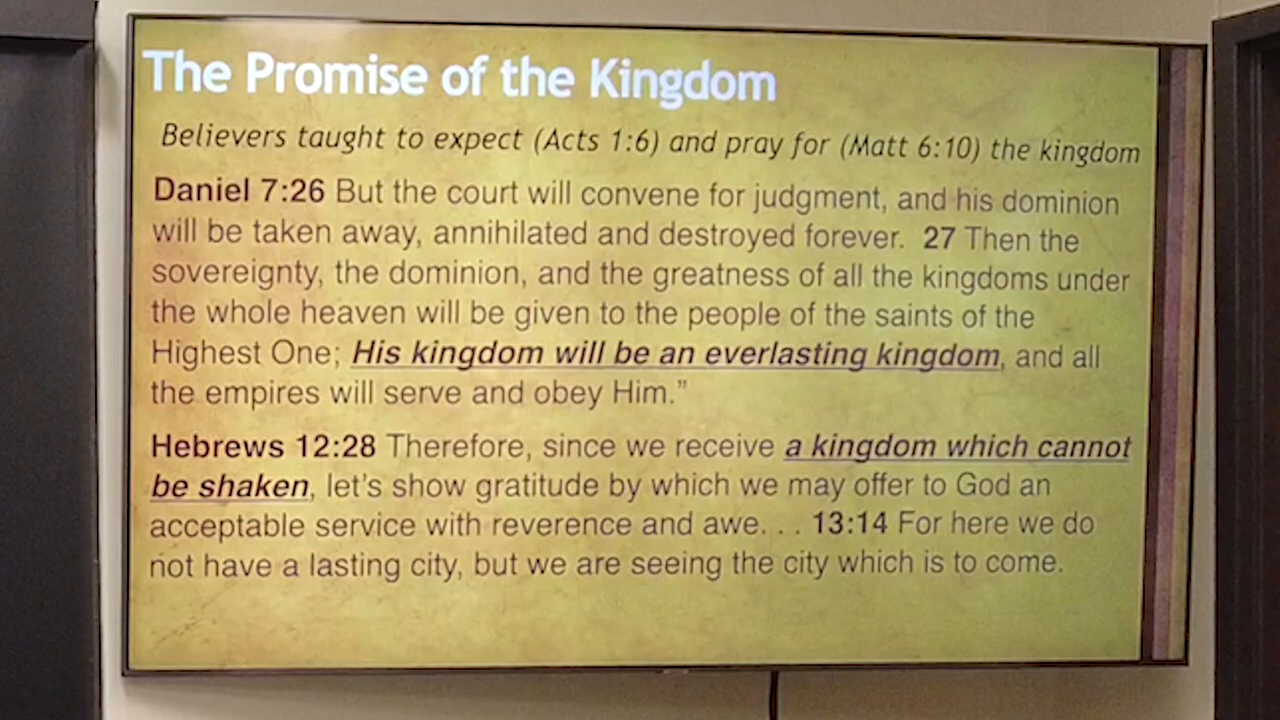 The Promise of the Kingdom
Believers taught to expect (Acts 1:6) and pray for (Matt 6:10) the kingdom
Daniel 7:26 But the court will convene for judgment, and his dominion
will be taken away, annihilated and destroyed forever. 27 Then the
sovereignty, the dominion, and the greatness of all the kingdoms under
the whole heaven will be given to the people of the saints of the
Highest One; His kingdom will be an everlasting kingdom, and all
the empires will serve and obey Him.”
Hebrews 12:28 Therefore, since we receive a kingdom which cannot
be shaken, let’s show gratitude by which we may offer to God an
acceptable service with reverence and awe. . . 13:14 For here we do
not have a lasting city, but we are seeing the city which is to come.